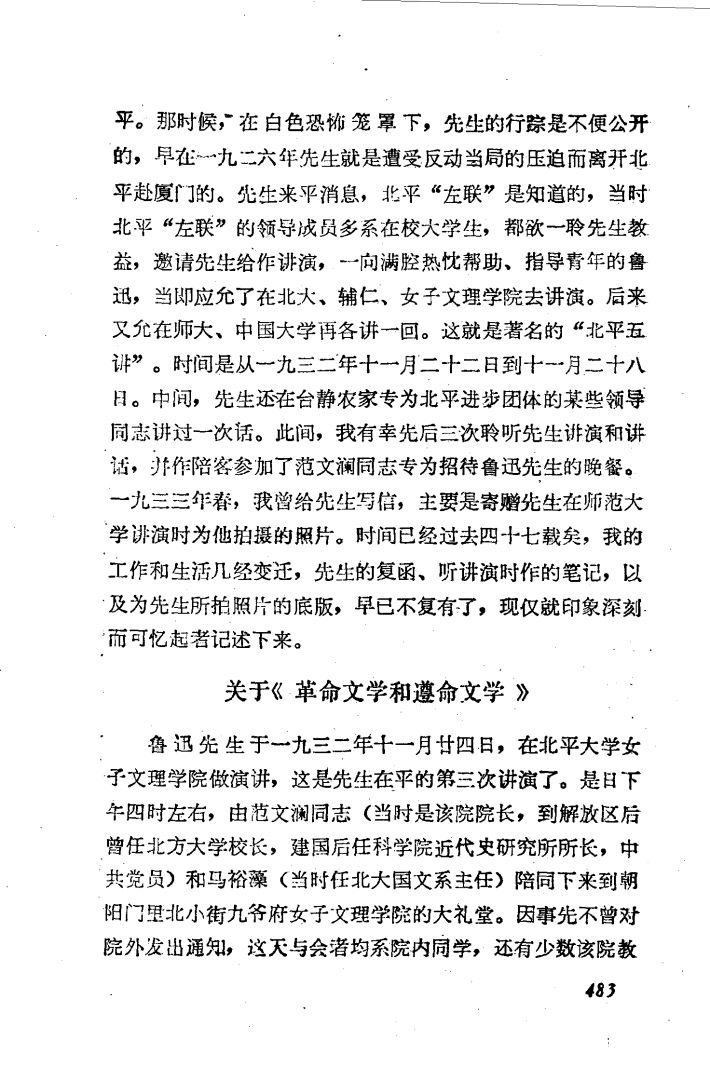 平。那时候，在白色恐怖笼罩下，先生的行踪是不便公开
的，早在一九二六年先生就是遭受反动当局的压迫而离开北
平赴厦门的。先生来平消息，北平“左联”是知道的，当时
北平“左联”的领导成员多系在校大学生，都欲一聆先生教
益，邀请先生给作讲演，一向满腔热忱帮助、指导青年的鲁
迅，当即应允了在北大、辅仁、女子文理学院去讲演。后来
又允在师大、中国大学再各讲一回。这就是著名的“北平五
讲”。时间是从一九三二年十一月二十二日到十一月二十八
日。中间，先生还在台静农家专为北平进步团体的某些领导
同志讲过一次话。此间，我有幸先后三次聆听先生讲演和讲
话，并作陪客参加了范文澜同志专为招待鲁迅先生的晚餐。
一九三三年春，我曾给先生写信，主要是寄赠先生在师范大
学讲演时为他拍摄的照片。时间已经过去四十七载矣，我的
工作和生活几经变迁，先生的复函、听讲演时作的笔记，以
及为先生所拍照片的底版，早已不复有了，现仅就印象深刻
而可忆起者记述下来。
关于《革命文学和遵命文学》
鲁迅先生于一九三二年十一月廿四日，在北平大学女
子文理学院做演讲，这是先生在平的第三次讲演了。是日下
午四时左右，由范文澜同志（当时是该院院长，到解放区后
曾任北方大学校长，建国后任科学院近代史研究所所长，中
共党员）和马裕藻（当时任北大国文系主任）陪同下来到朝
阳门里北小街九爷府女子文理学院的大礼堂。因事先不曾对
院外发出通知，这天与会者均系院内同学，还有少数该院教
483